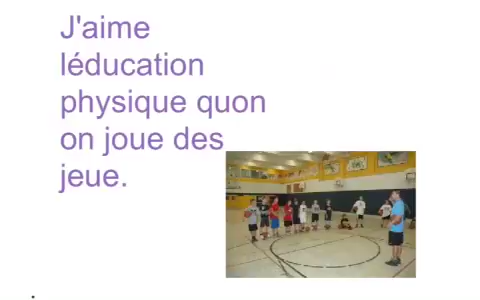 J'aime
léducation
physique quon
on joue des
jeue.
.